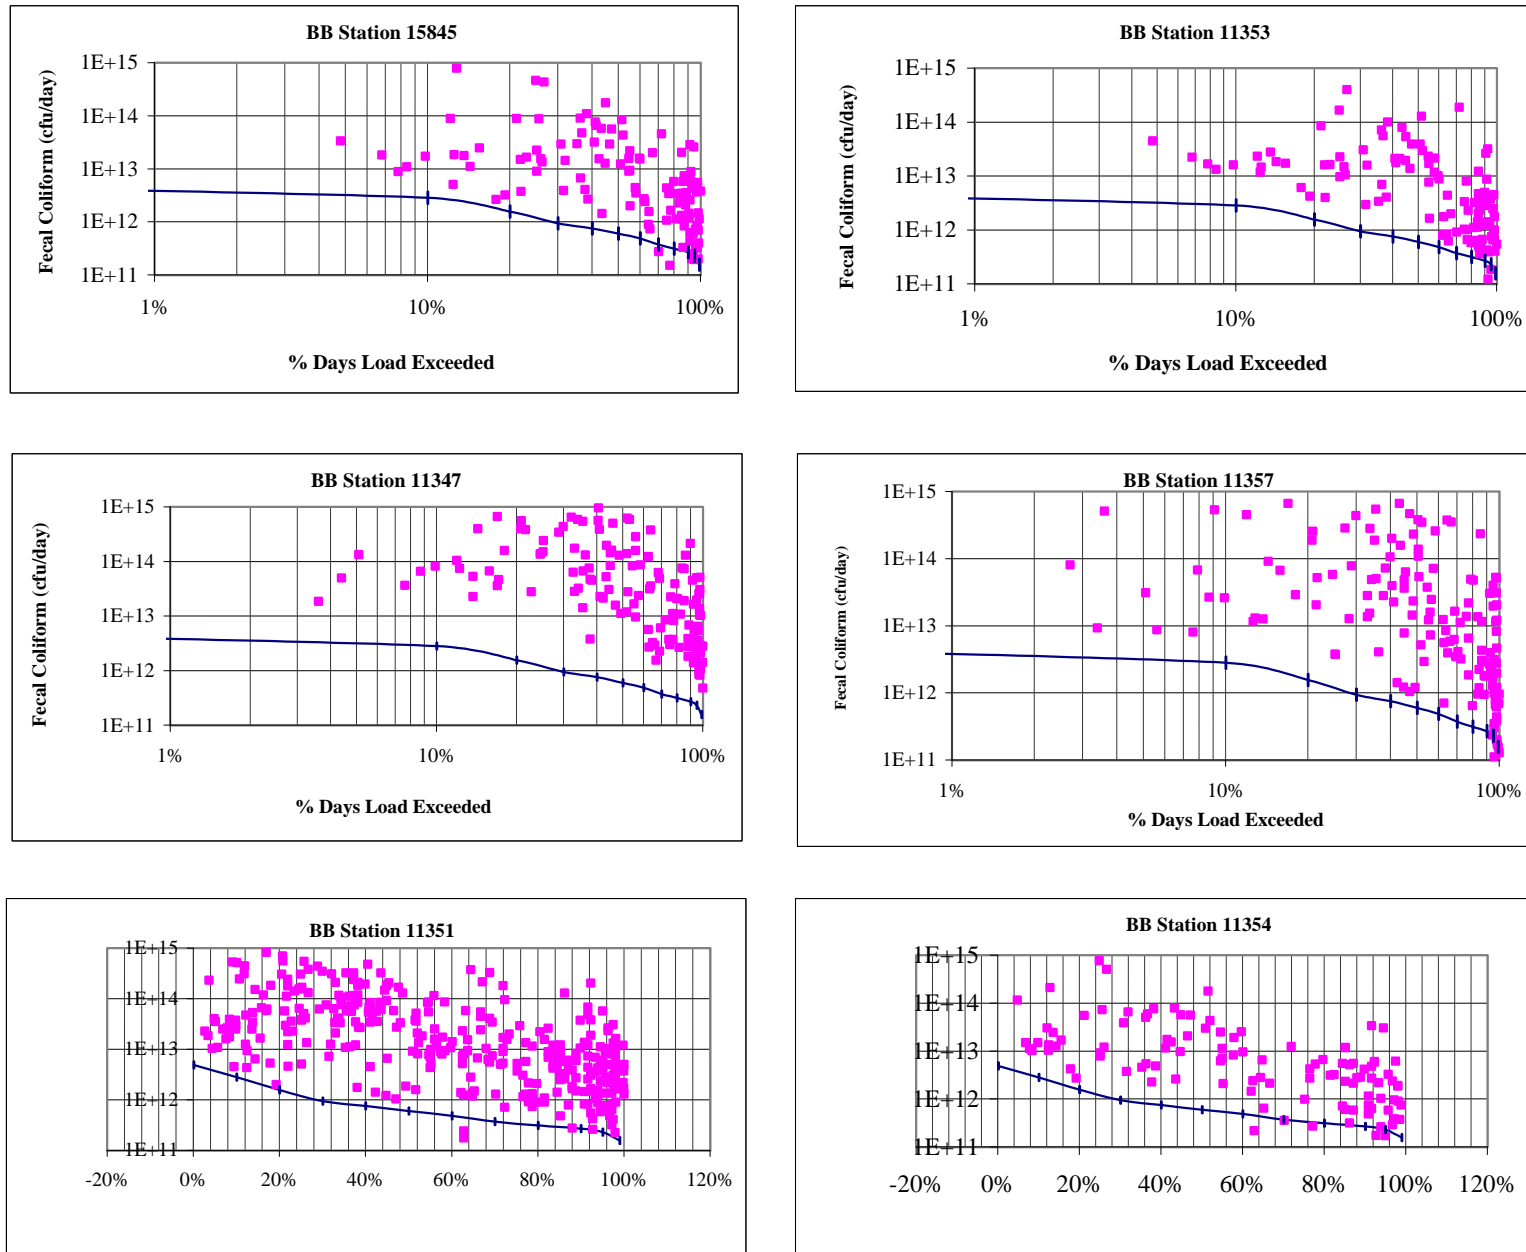 BB Station 15845
Fecal Coliform (cfu/day)
1E+15
1E+14
1E+13
1E+12
1E+11
1% 10% 100%
% Days Load Exceeded
BB Station 11353
Fecal Coliform (cfu/day)
1E+15
1E+14
1E+13
1E+12
1E+11
1% 10% 100%
% Days Load Exceeded
BB Station 11347
Fecal Coliform (cfu/day)
1E+15
1E+14
1E+13
1E+12
1E+11
1% 10% 100%
% Days Load Exceeded
BB Station 11357
Fecal Coliform (cfu/day)
1E+15
1E+14
1E+13
1E+12
1E+11
1% 10% 100%
% Days Load Exceeded
BB Station 11351
1E+15
1E+14
1E+13
1E+12
1E+11
-20% 0% 20% 40% 60% 80% 100% 120%
BB Station 11354
1E+15
1E+14
1E+13
1E+12
1E+11
-20% 0% 20% 40% 60% 80% 100% 120%